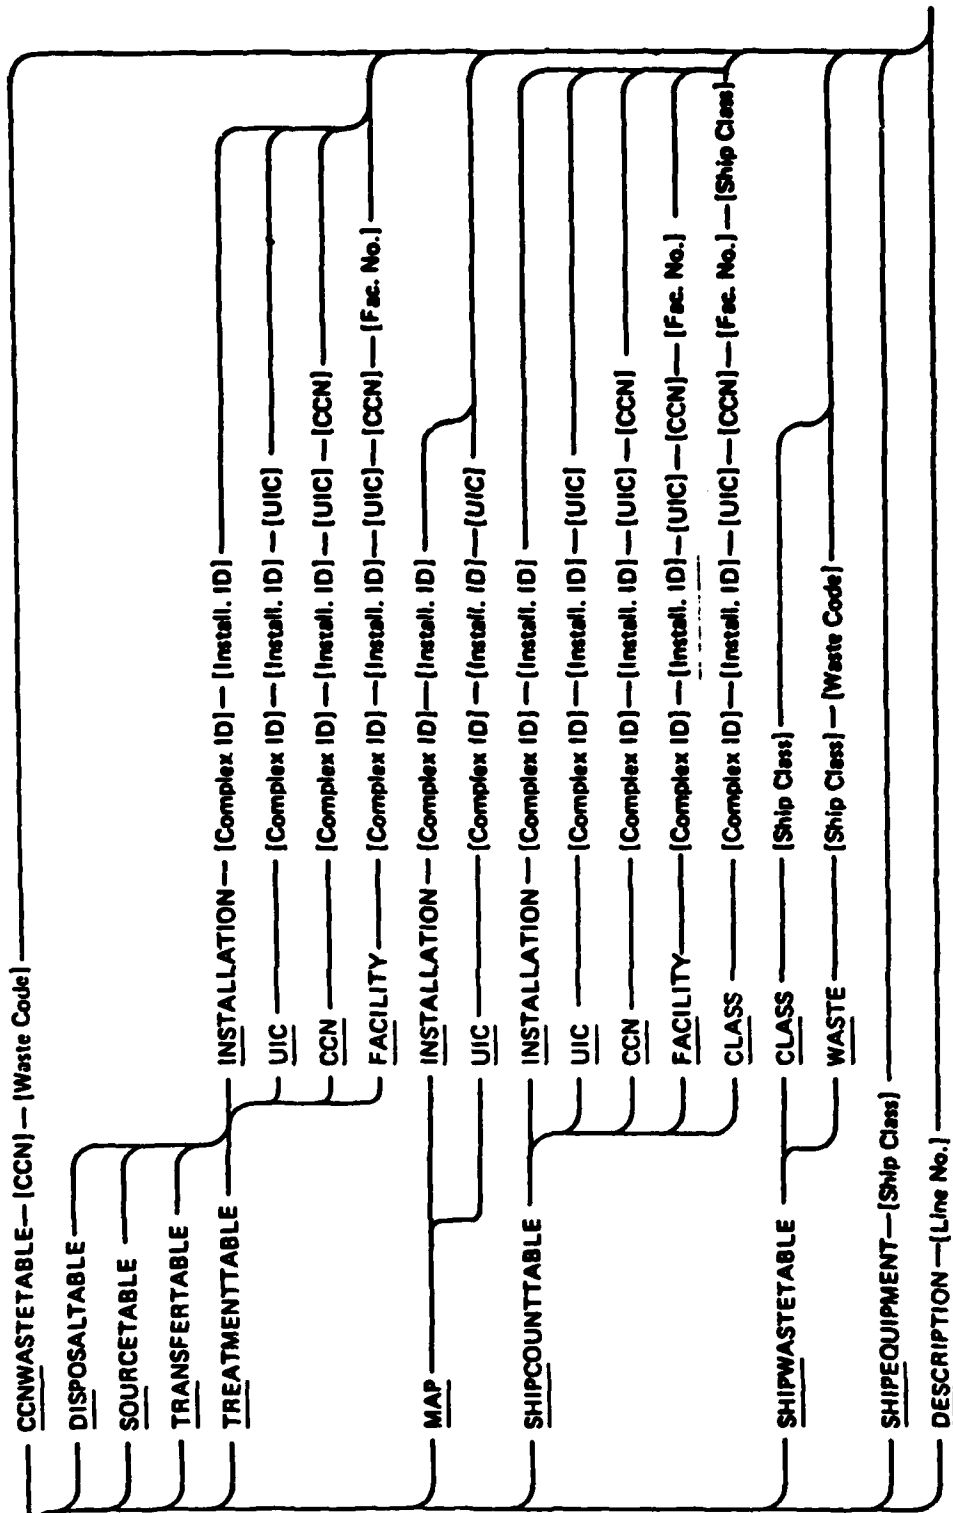 CCNWASTETABLE—[CCN]—[Waste Code]
DISPOSALTABLE
SOURCETABLE
TRANSFERTABLE
TREATMENTTABLE
INSTALLATION—[Complex ID]—[Install. ID]
UIC [Complex ID]—[Install. ID]—[UIC]
CCN [Complex ID]—[Install. ID]—[UIC]—[CCN]
FACILITY—[Complex ID]—[Install. ID]—[UIC]—[CCN]—[Fac. No.]
MAP INSTALLATION—[Complex ID]—[Install. ID]
UIC [Complex ID]—[Install. ID]—[UIC]
SHIPCOUNTTABLE INSTALLATION—[Complex ID]—[Install. ID]
UIC [Complex ID]—[Install. ID]—[UIC]
CCN [Complex ID]—[Install. ID]—[UIC]—[CCN]
FACILITY—[Complex ID]—[Install. ID]—[UIC]—[CCN]—[Fac. No.]
CLASS [Complex ID]—[Install. ID]—[UIC]—[CCN]—[Fac. No.]—[Ship Class]
SHIPWASTETABLE CLASS [Ship Class]
WASTE [Ship Class]—[Waste Code]
SHIPEQUIPMENT—[Ship Class]
DESCRIPTION—[Line No.]